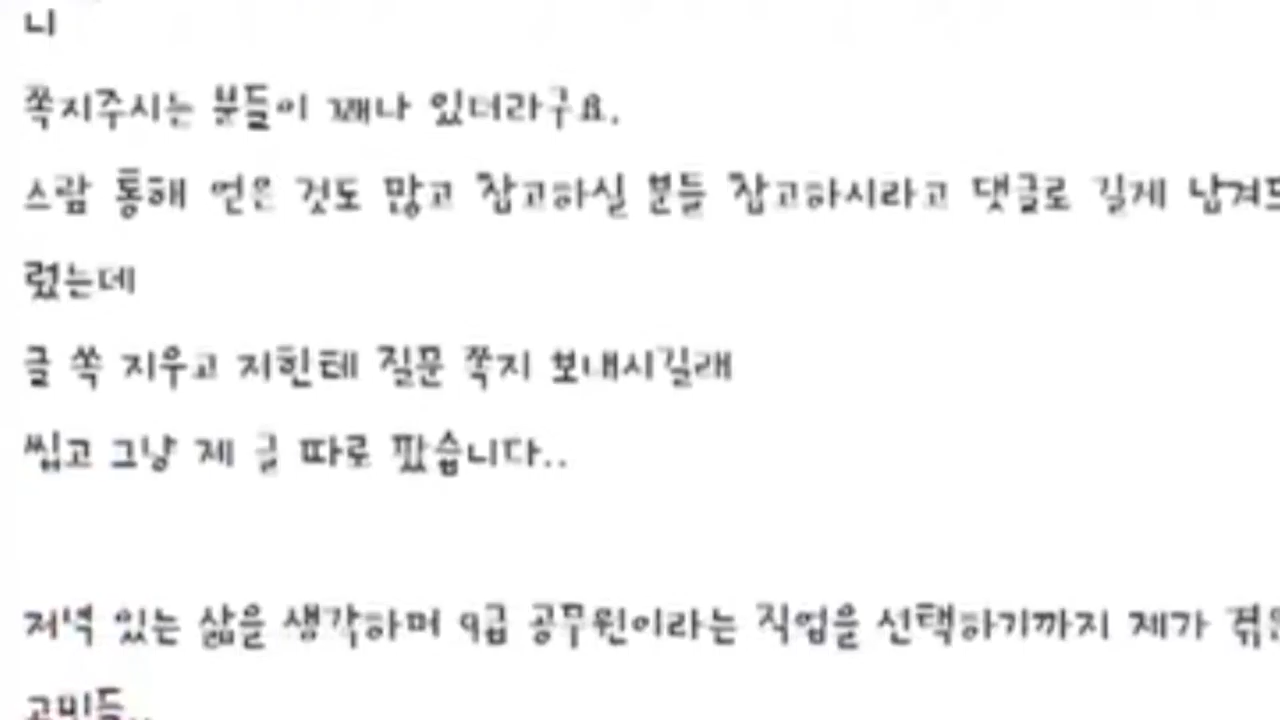 니
쪽지주시는 분들이 꽤나 있더라구요.
스랖 통해 얻은 것도 많고 참고하실 분들 참고하시라고 댓글로 길게 남겨드
렸는데
글 쏙 지우고 저한테 질문 쪽지 보내시길래
씹고 그냥 제 글 따로 팠습니다..
저녁 있는 삶을 생각하며 9급 공무원이라는 직업을 선택하기까지 제가 겪은
고민들..